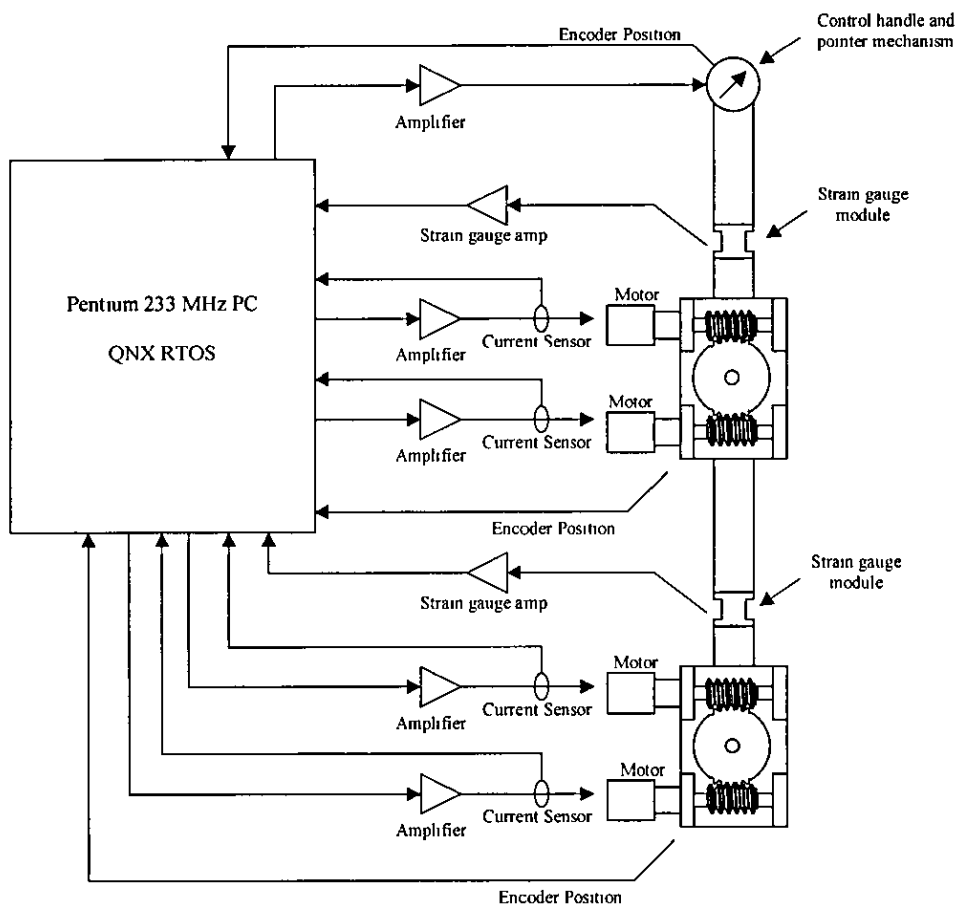 Encoder Position
Control handle and
pointer mechanism
Amplifier
Strain gauge
module
Strain gauge amp
Pentium 233 MHz PC
QNX RTOS
Motor
Amplifier
Current Sensor
Motor
Amplifier
Current Sensor
Encoder Position
Strain gauge
module
Strain gauge amp
Motor
Amplifier
Current Sensor
Motor
Amplifier
Current Sensor
Encoder Position